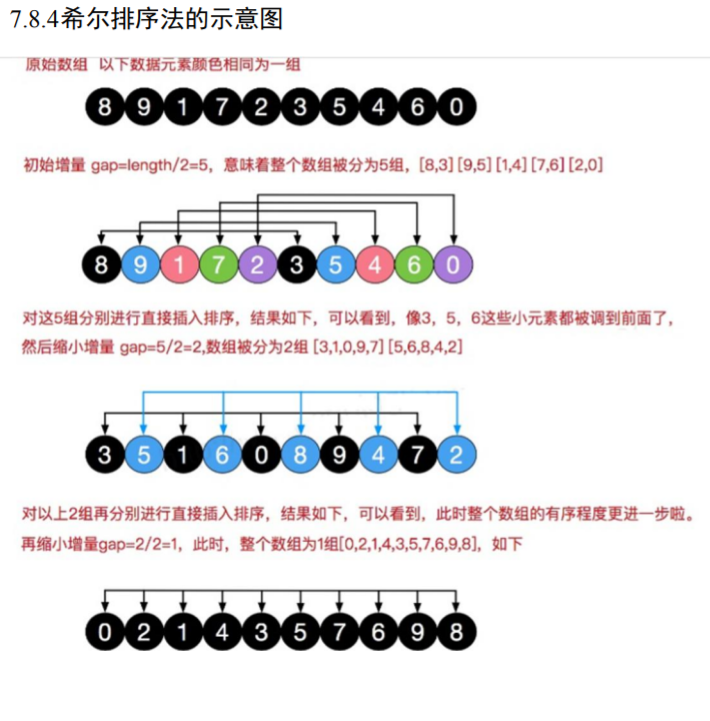 7.8.4希尔排序法的示意图
原始数组 以下数据元素颜色相同为一组
8 9 1 7 2 3 5 4 6 0
初始增量 gap=length/2=5，意味着整个数组被分为5组，[8,3][9,5][1,4][7,6][2,0]
8 9 1 7 2 3 5 4 6 0
对这5组分别进行直接插入排序，结果如下，可以看到，像3，5，6这些小元素都被调到前面了，
然后缩小增量 gap=5/2=2,数组被分为2组 [3,1,0,9,7][5,6,8,4,2]
3 5 1 6 0 8 9 4 7 2
对以上2组再分别进行直接插入排序，结果如下，可以看到，此时整个数组的有序程度更进一步啦。
再缩小增量gap=2/2=1，此时，整个数组为1组[0,2,1,4,3,5,7,6,9,8]，如下
0 2 1 4 3 5 7 6 9 8